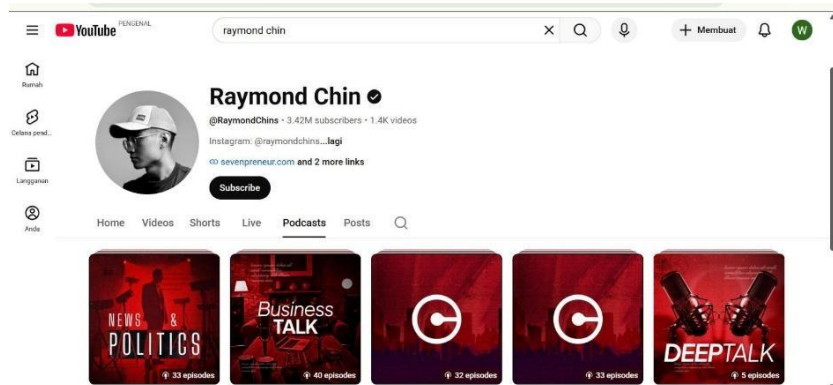 YouTube PENGENAL
raymond chin
Membuat
W
Rumah
Celana pend...
Langganan
Anda
Raymond Chin
@RaymondChins • 3.42M subscribers • 1.4K videos
Instagram: @raymondchins...lagi
sevenpreneur.com and 2 more links
Subscribe
Home Videos Shorts Live Podcasts Posts
NEWS & POLITICS
33 episodes
Business TALK
40 episodes
32 episodes
33 episodes
DEEPTALK
5 episodes